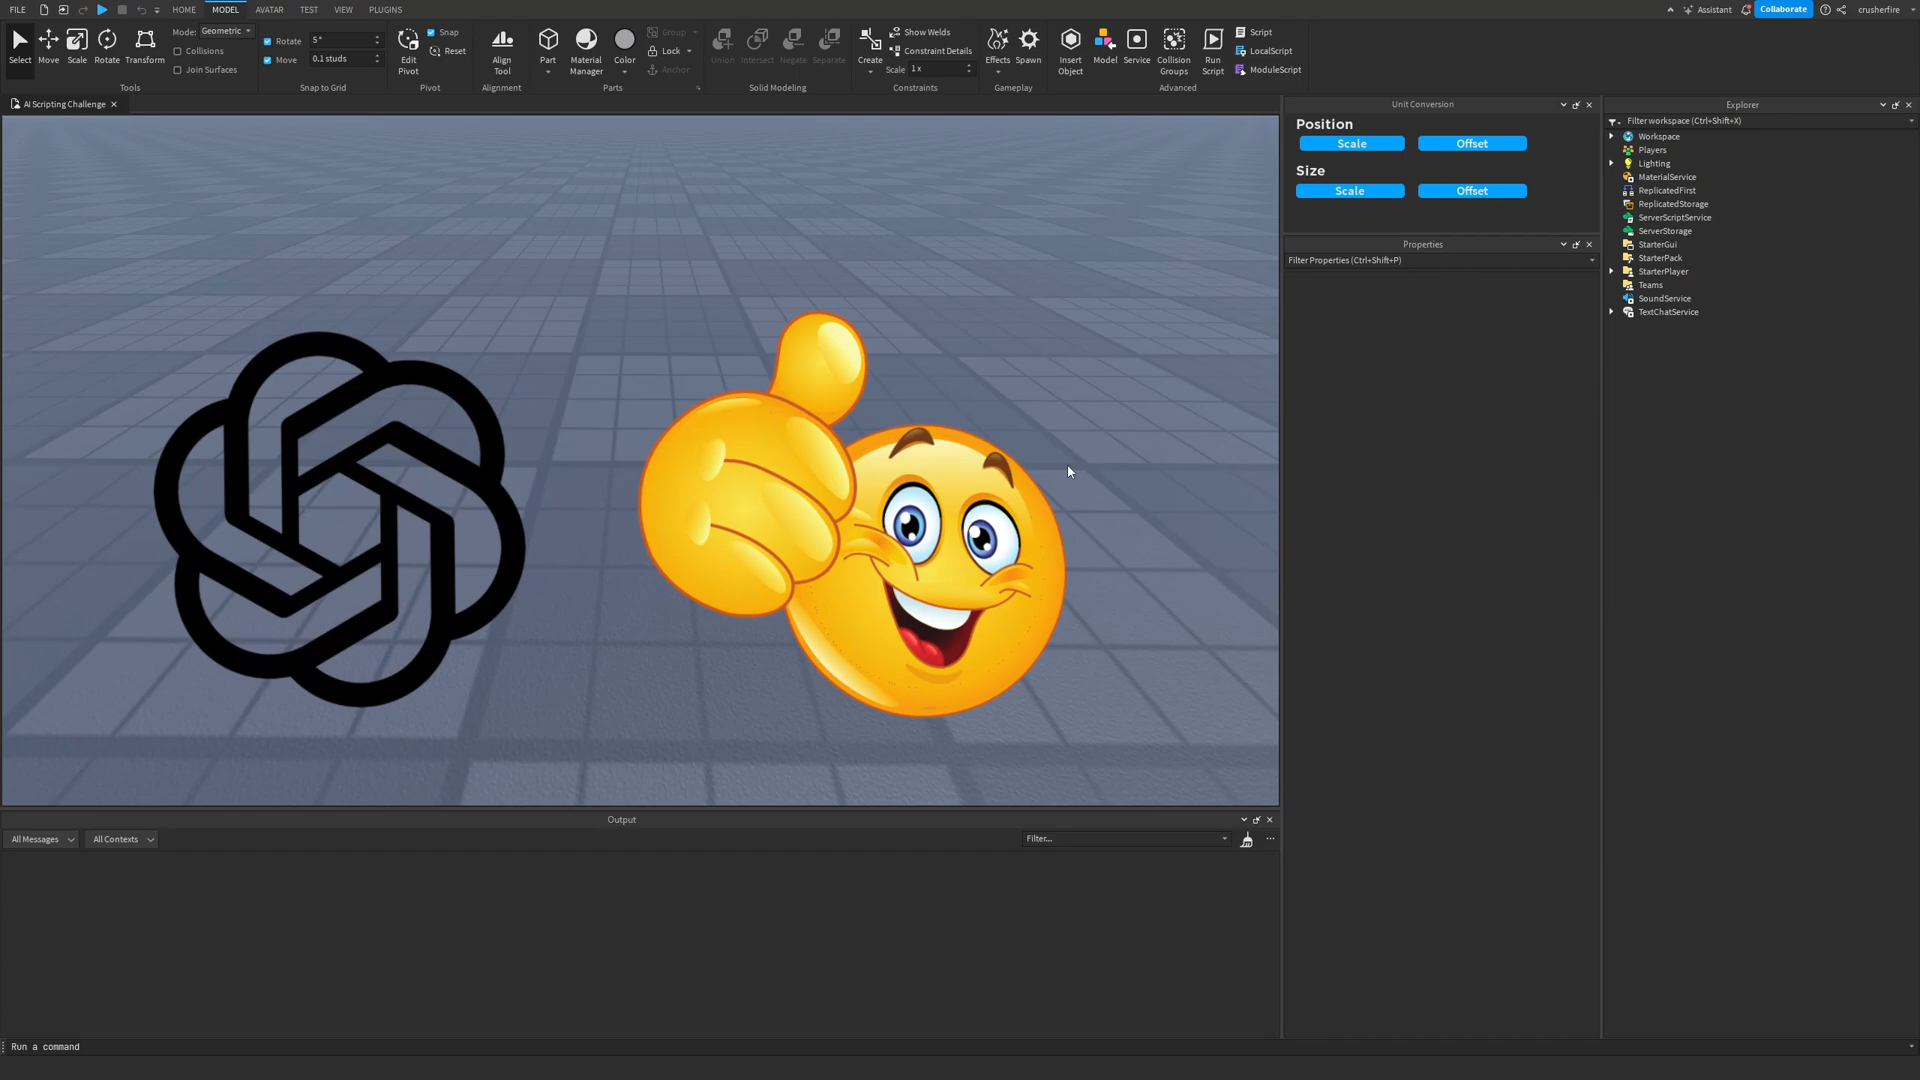 FILE HOME MODEL AVATAR TEST VIEW PLUGINS Assistant Collaborate crusherfire
Select Move Scale Rotate Transform
Mode: Geometric
Collisions
Join Surfaces
Tools
Rotate 5°
Move 0.1 studs
Snap to Grid
Edit Pivot
Snap
Reset
Pivot
Align Tool
Alignment
Part
Material Manager
Color
Group
Lock
Anchor
Parts
Union Intersect Negate Separate
Solid Modeling
Create
Show Welds
Constraint Details
Scale 1 x
Constraints
Effects Spawn
Gameplay
Insert Object
Model
Service
Collision Groups
Run Script
Script
LocalScript
ModuleScript
Advanced
AI Scripting Challenge
Unit Conversion
Position
Scale Offset
Size
Scale Offset
Properties
Filter Properties (Ctrl+Shift+P)
Explorer
Filter workspace (Ctrl+Shift+X)
Workspace
Players
Lighting
MaterialService
ReplicatedFirst
ReplicatedStorage
ServerScriptService
ServerStorage
StarterGui
StarterPack
StarterPlayer
Teams
SoundService
TextChatService
Output
All Messages All Contexts Filter...
Run a command